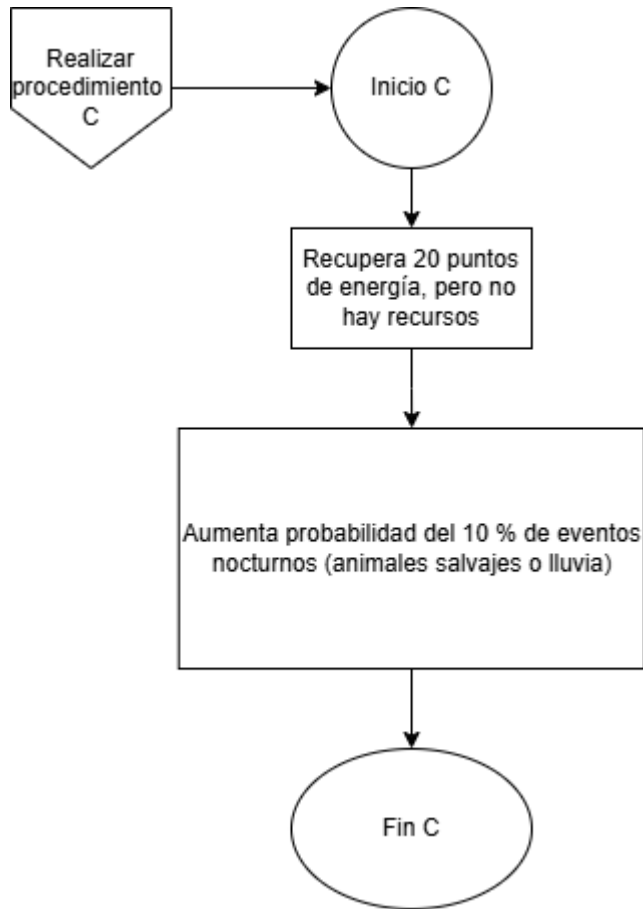 Realizar
procedimiento
C
Inicio C
Recupera 20 puntos
de energía, pero no
hay recursos
Aumenta probabilidad del 10 % de eventos
nocturnos (animales salvajes o lluvia)
Fin C